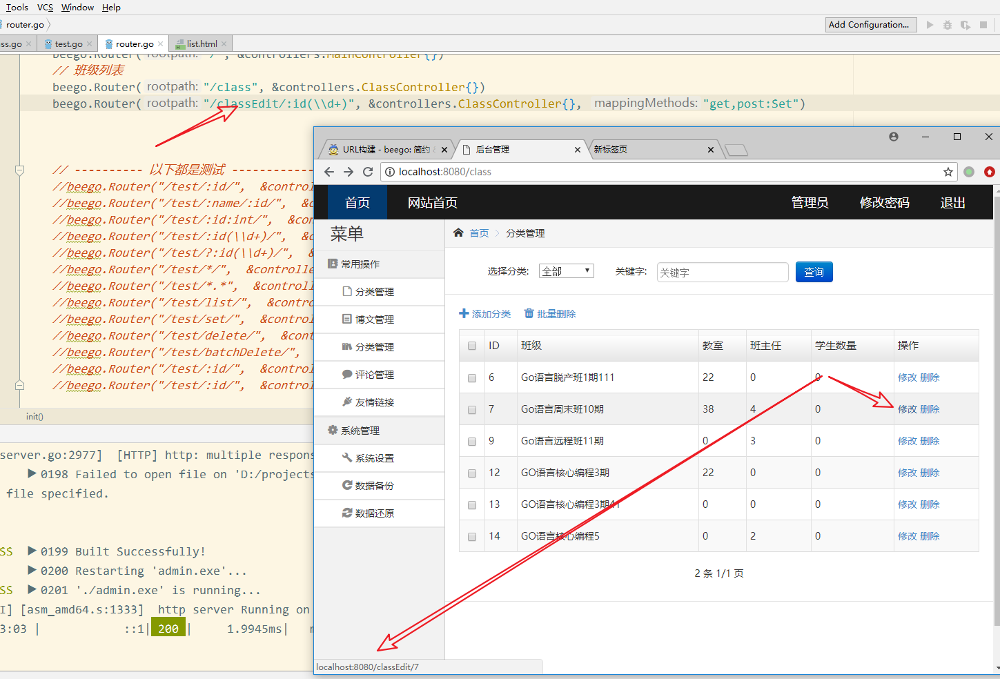 Tools VCS Window Help
router.go
Add Configuration...
ss.go test.go router.go list.html
beego.Router( rootpath: "/", &controllers.MainController{})
// 班级列表
beego.Router( rootpath: "/class", &controllers.ClassController{})
beego.Router( rootpath: "/classEdit/:id(\\d+)", &controllers.ClassController{}, mappingMethods: "get,post:Set")
// ---------- 以下都是测试 ------------
//beego.Router("/test/:id/", &control
//beego.Router("/test/:name/:id/", &c
//beego.Router("/test/:id:int/", &con
//beego.Router("/test/:id(\\d+)/", &c
//beego.Router("/test/?:id(\\d+)/", &
//beego.Router("/test/*/", &controlle
//beego.Router("/test/*.*", &control
//beego.Router("/test/list/", &contro
//beego.Router("/test/set/", &control
//beego.Router("/test/delete/", &cont
//beego.Router("/test/batchDelete/",
//beego.Router("/test/:id/", &control
//beego.Router("/test/:id/", &control
init()
server.go:2977] [HTTP] http: multiple respons
0198 Failed to open file on 'D:/projects
file specified.
SS 0199 Built Successfully!
0200 Restarting 'admin.exe'...
SS 0201 './admin.exe' is running...
I] [asm_amd64.s:1333] http server Running on
3:03 | ::1| 200 | 1.9945ms| m
URL构建 - beego: 简约
后台管理
新标签页
localhost:8080/class
首页 网站首页 管理员 修改密码 退出
菜单
常用操作
分类管理
博文管理
分类管理
评论管理
友情链接
系统管理
系统设置
数据备份
数据还原
首页 分类管理
选择分类: 全部 关键字: 关键字 查询
添加分类 批量删除
ID 班级 教室 班主任 学生数量 操作
6 Go语言脱产班1期111 22 0 0 修改 删除
7 Go语言周末班10期 38 4 0 修改 删除
9 Go语言远程班11期 0 3 0 修改 删除
12 GO语言核心编程3期 22 0 0 修改 删除
13 GO语言核心编程3期41 0 0 0 修改 删除
14 GO语言核心编程5 0 2 0 修改 删除
2 条 1/1 页
localhost:8080/classEdit/7